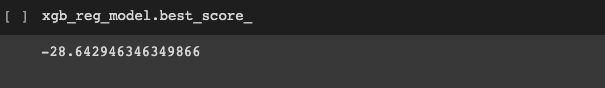 [ ] xgb_reg_model.best_score_
-28.642946346349866